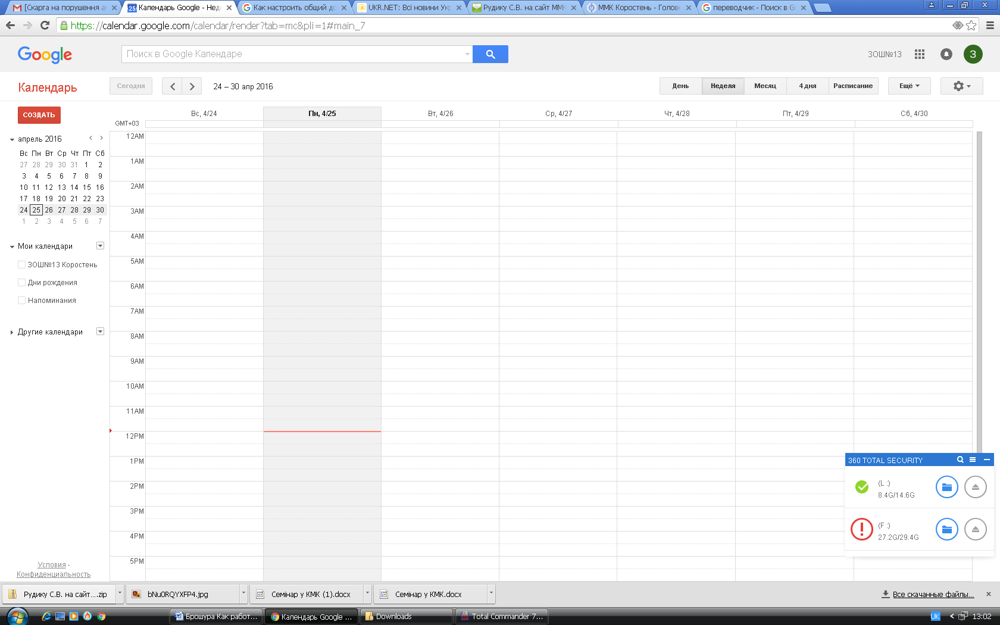 [Скарга на порушення а
Календарь Google - Нед
Как настроить общий до
UKR.NET: Всі новини Укр
Рудику С.В. на сайт ММК
ММК Коростень - Голов
переводчик - Поиск в G
https://calendar.google.com/calendar/render?tab=mc&pli=1#main_7
Google
Поиск в Google Календаре
ЗОШ№13
З
Календарь
Сегодня
24 – 30 апр 2016
День
Неделя
Месяц
4 дня
Расписание
Ещё
СОЗДАТЬ
апрель 2016
Вс Пн Вт Ср Чт Пт Сб
27 28 29 30 31 1 2
3 4 5 6 7 8 9
10 11 12 13 14 15 16
17 18 19 20 21 22 23
24 25 26 27 28 29 30
1 2 3 4 5 6 7
Мои календари
ЗОШ№13 Коростень
Дни рождения
Напоминания
Другие календари
Условия -
Конфиденциальность
Вс, 4/24
Пн, 4/25
Вт, 4/26
Ср, 4/27
Чт, 4/28
Пт, 4/29
Сб, 4/30
GMT+03
12AM
1AM
2AM
3AM
4AM
5AM
6AM
7AM
8AM
9AM
10AM
11AM
12PM
1PM
2PM
3PM
4PM
5PM
360 TOTAL SECURITY
(L :)
8.4G/14.6G
(F :)
27.2G/29.4G
Рудику С.В. на сайт....zip
bNu0RQYXFP4.jpg
Семінар у КМК (1).docx
Семінар у КМК.docx
Все скачанные файлы...
Брошура Как работ...
Календарь Google ...
Downloads
Total Commander 7...
UK
13:02